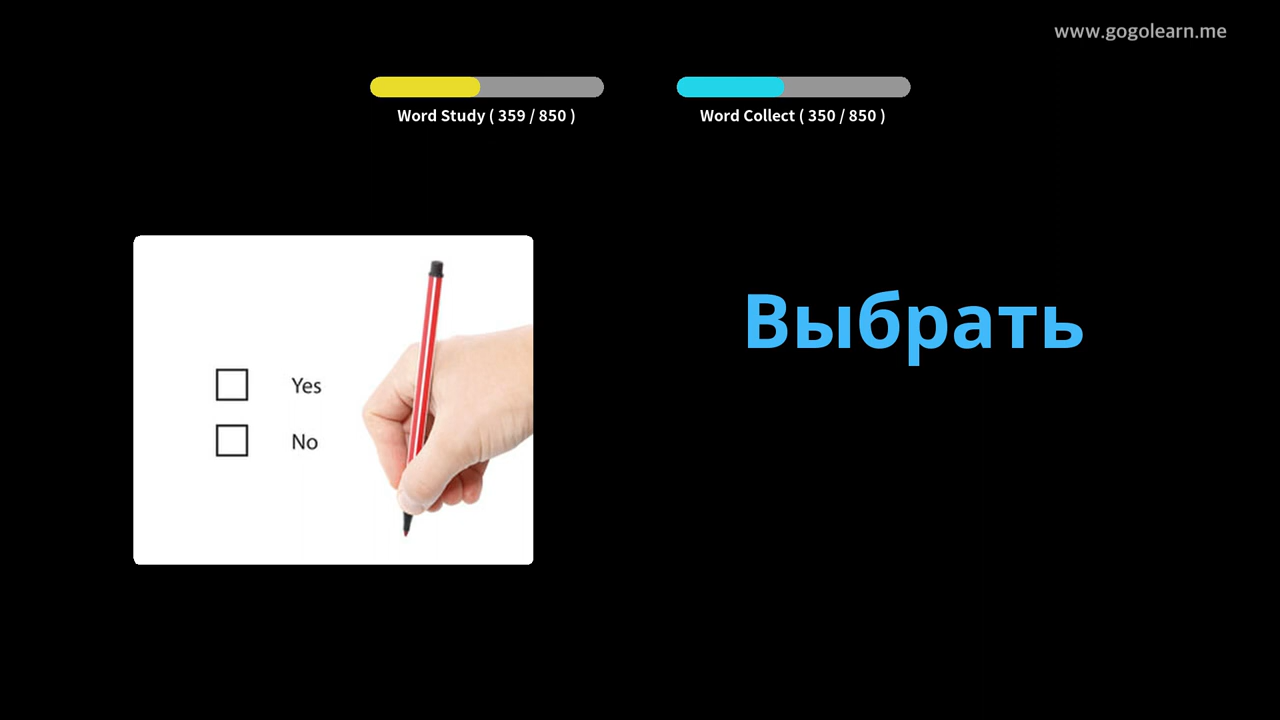 www.gogolearn.me
Word Study ( 359 / 850 )
Word Collect ( 350 / 850 )
Выбрать
Yes
No